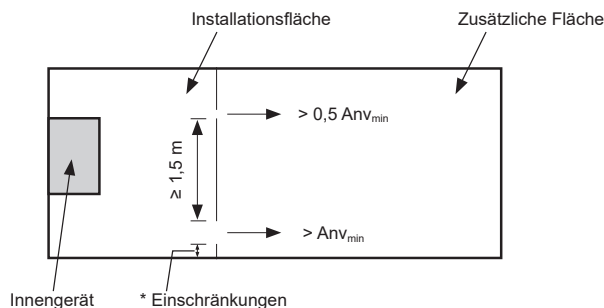 Installationsfläche
Zusätzliche Fläche
> 0,5 Anvmin
≥ 1,5 m
> Anvmin
Innengerät
* Einschränkungen